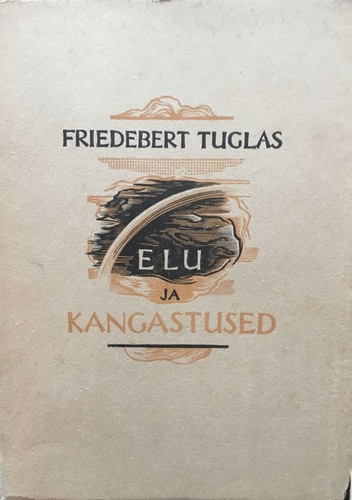 FRIEDEBERT TUGLAS
ELU
JA
KANGASTUSED